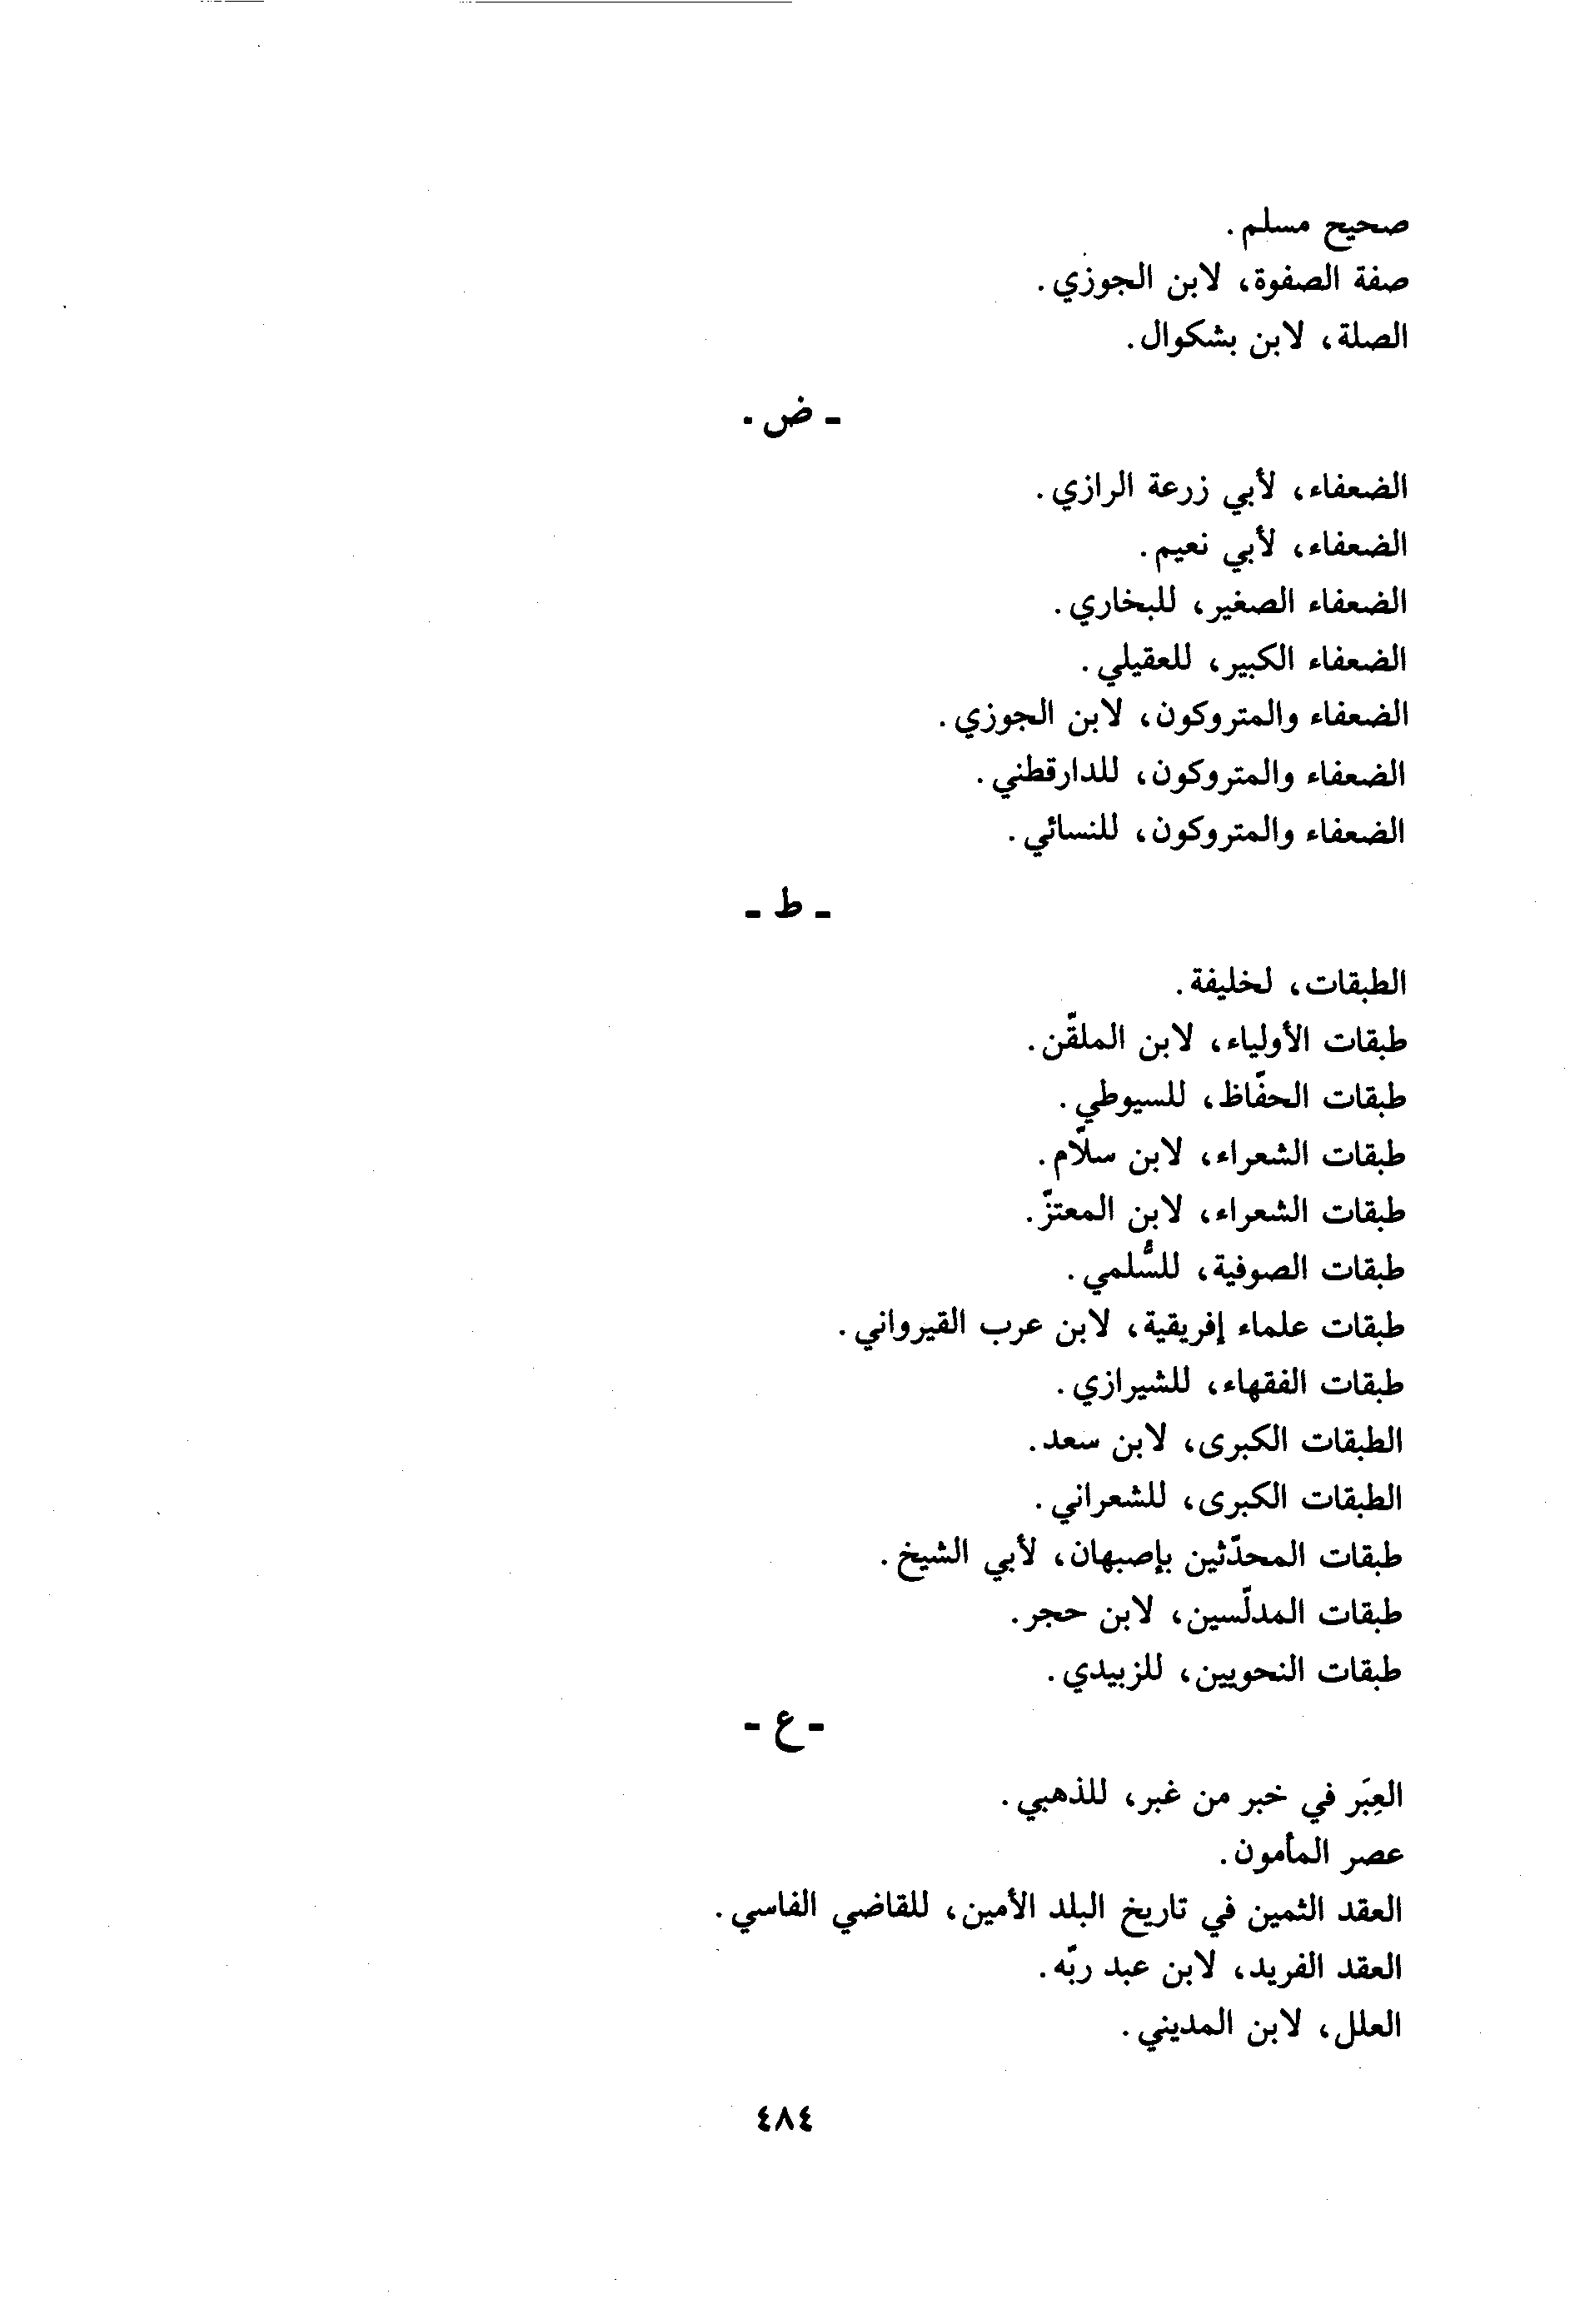 صحيح مسلم.
صفة الصفوة، لابن الجوزي.
الصلة، لابن بشكوال.
- ض .
الضعفاء، لأبي زرعة الرازي.
الضعفاء، لأبي نعيم.
الضعفاء الصغير، للبخاري.
الضعفاء الكبير، للعقيلي.
الضعفاء والمتروكون، لابن الجوزي.
الضعفاء والمتروكون، للدارقطني.
الضعفاء والمتروكون، للنسائي.
- ط -
الطبقات، لخليفة.
طبقات الأولياء، لابن الملقّن.
طبقات الحفّاظ، للسيوطي.
طبقات الشعراء، لابن سلّام.
طبقات الشعراء، لابن المعتزّ.
طبقات الصوفية، للسُّلمي.
طبقات علماء إفريقية، لابن عرب القيرواني.
طبقات الفقهاء، للشيرازي.
الطبقات الكبرى، لابن سعد.
الطبقات الكبرى، للشعراني.
طبقات المحدّثين بإصبهان، لأبي الشيخ.
طبقات المدلّسين، لابن حجر.
طبقات النحويين، للزبيدي.
- ع -
العِبَر في خبر من غبر، للذهبي.
عصر المأمون.
العقد الثمين في تاريخ البلد الأمين، للقاضي الفاسي.
العقد الفريد، لابن عبد ربّه.
العلل، لابن المديني.
٤٨٤